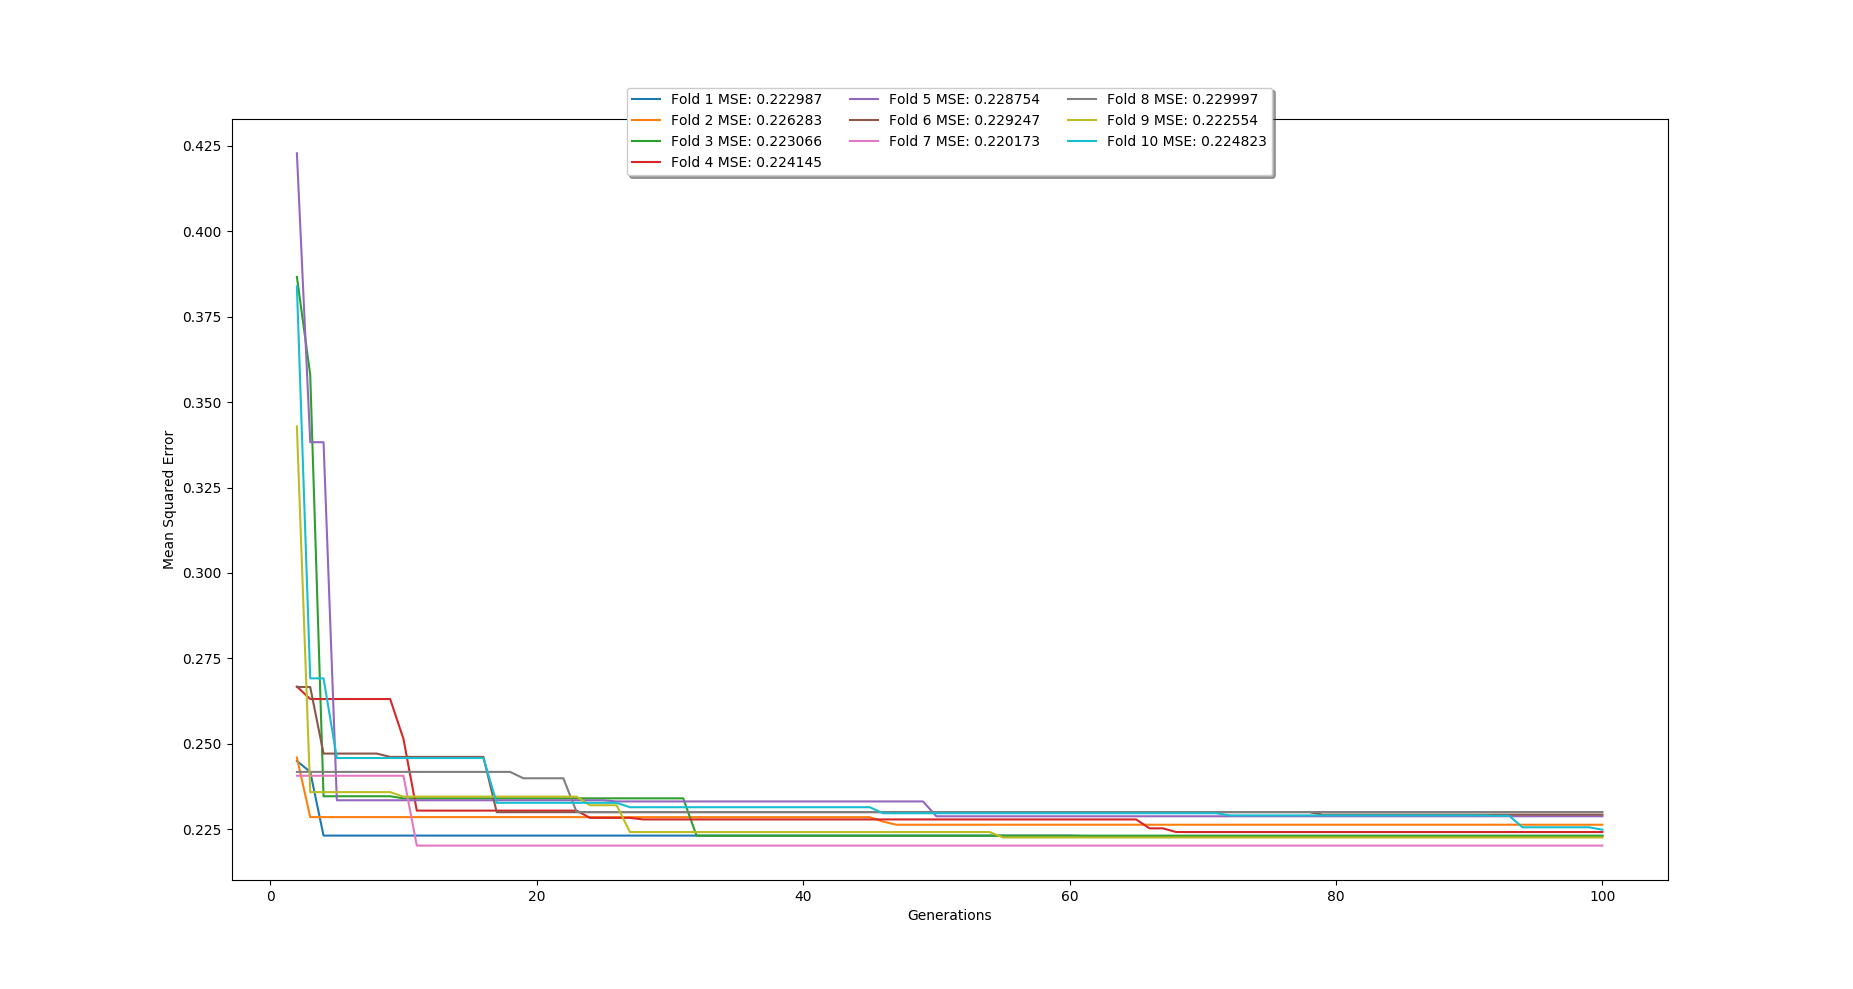 Fold 1 MSE: 0.222987
Fold 2 MSE: 0.226283
Fold 3 MSE: 0.223066
Fold 4 MSE: 0.224145
Fold 5 MSE: 0.228754
Fold 6 MSE: 0.229247
Fold 7 MSE: 0.220173
Fold 8 MSE: 0.229997
Fold 9 MSE: 0.222554
Fold 10 MSE: 0.224823
Mean Squared Error
0.425
0.400
0.375
0.350
0.325
0.300
0.275
0.250
0.225
0
20
40
60
80
100
Generations